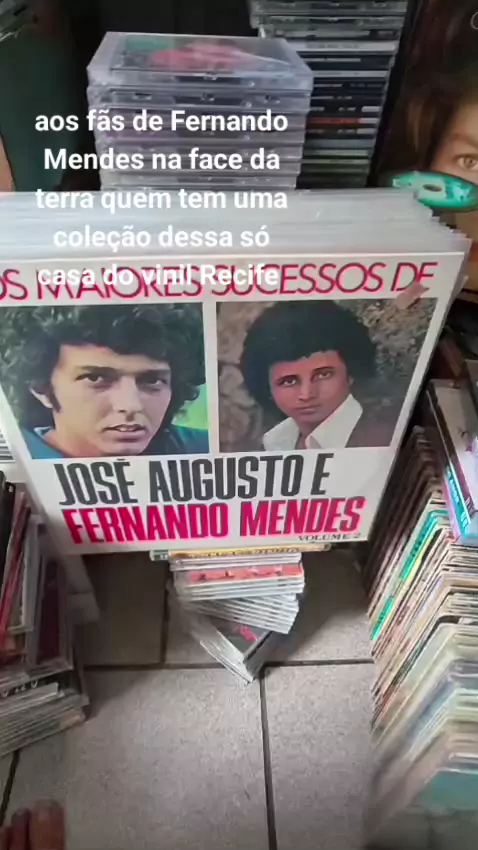 aos fãs de Fernando
Mendes na face da
terra quem tem uma
coleção dessa só
casa do vinil Recife
OS MAIORES SUCESSOS DE
JOSÉ AUGUSTO E
FERNANDO MENDES
VOLUME 2